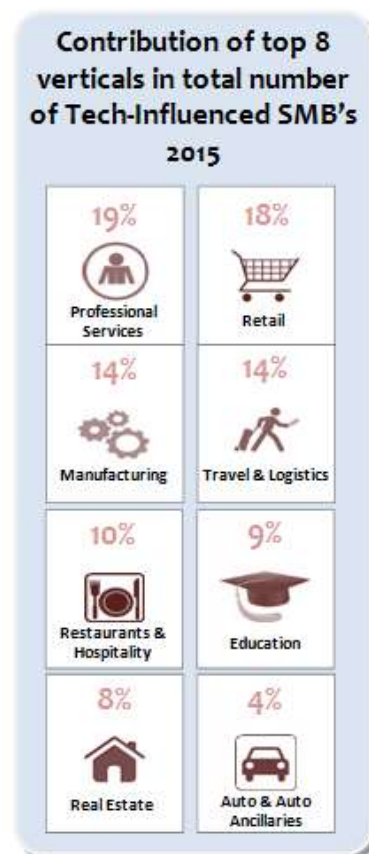 Contribution of top 8
verticals in total number
of Tech-Influenced SMB's
2015
19%
Professional
Services
18%
Retail
14%
Manufacturing
14%
Travel & Logistics
10%
Restaurants &
Hospitality
9%
Education
8%
Real Estate
4%
Auto & Auto
Ancillaries